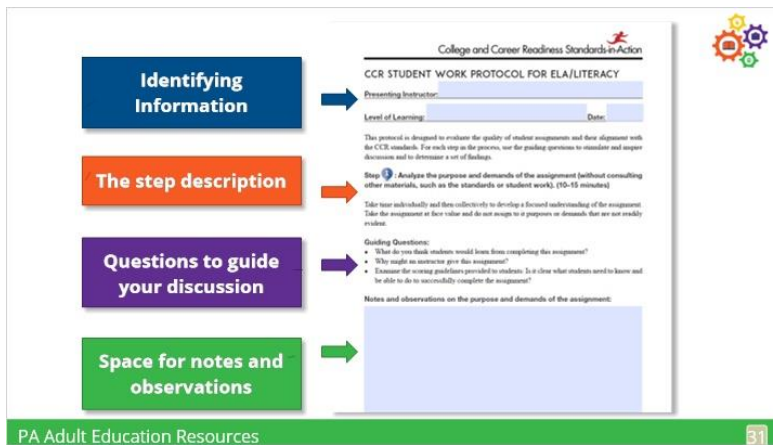 Identifying
Information
The step description
Questions to guide
your discussion
Space for notes and
observations
College and Career Readiness Standards-in-Action
CCR STUDENT WORK PROTOCOL FOR ELA/LITERACY
Presenting Instructor:
Level of Learning: Date:
This protocol is designed to evaluate the quality of student assignments and their alignment with
the CCR standards. For each step in the process, use the guiding questions to stimulate and inspire
discussion and to determine a set of findings.
Step 1: Analyze the purpose and demands of the assignment (without consulting
other materials, such as the standards or student work). (10–15 minutes)
Take time individually and then collectively to develop a focused understanding of the assignment.
Take the assignment at face value and do not assign to it purposes or demands that are not readily
evident.
Guiding Questions:
• What do you think students would learn from completing this assignment?
• Why might an instructor give this assignment?
• Examine the scoring guidelines provided to students: Is it clear what students need to know and
be able to do to successfully complete the assignment?
Notes and observations on the purpose and demands of the assignment:
PA Adult Education Resources
31